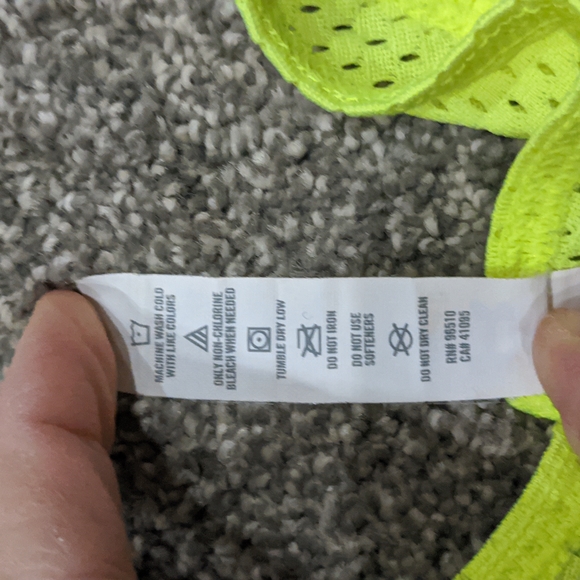 MACHINE WASH COLD
WITH LIKE COLORS
ONLY NON-CHLORINE
BLEACH WHEN NEEDED
TUMBLE DRY LOW
DO NOT IRON
DO NOT USE
SOFTENERS
DO NOT DRY CLEAN
RN# 96510
CA# 41095